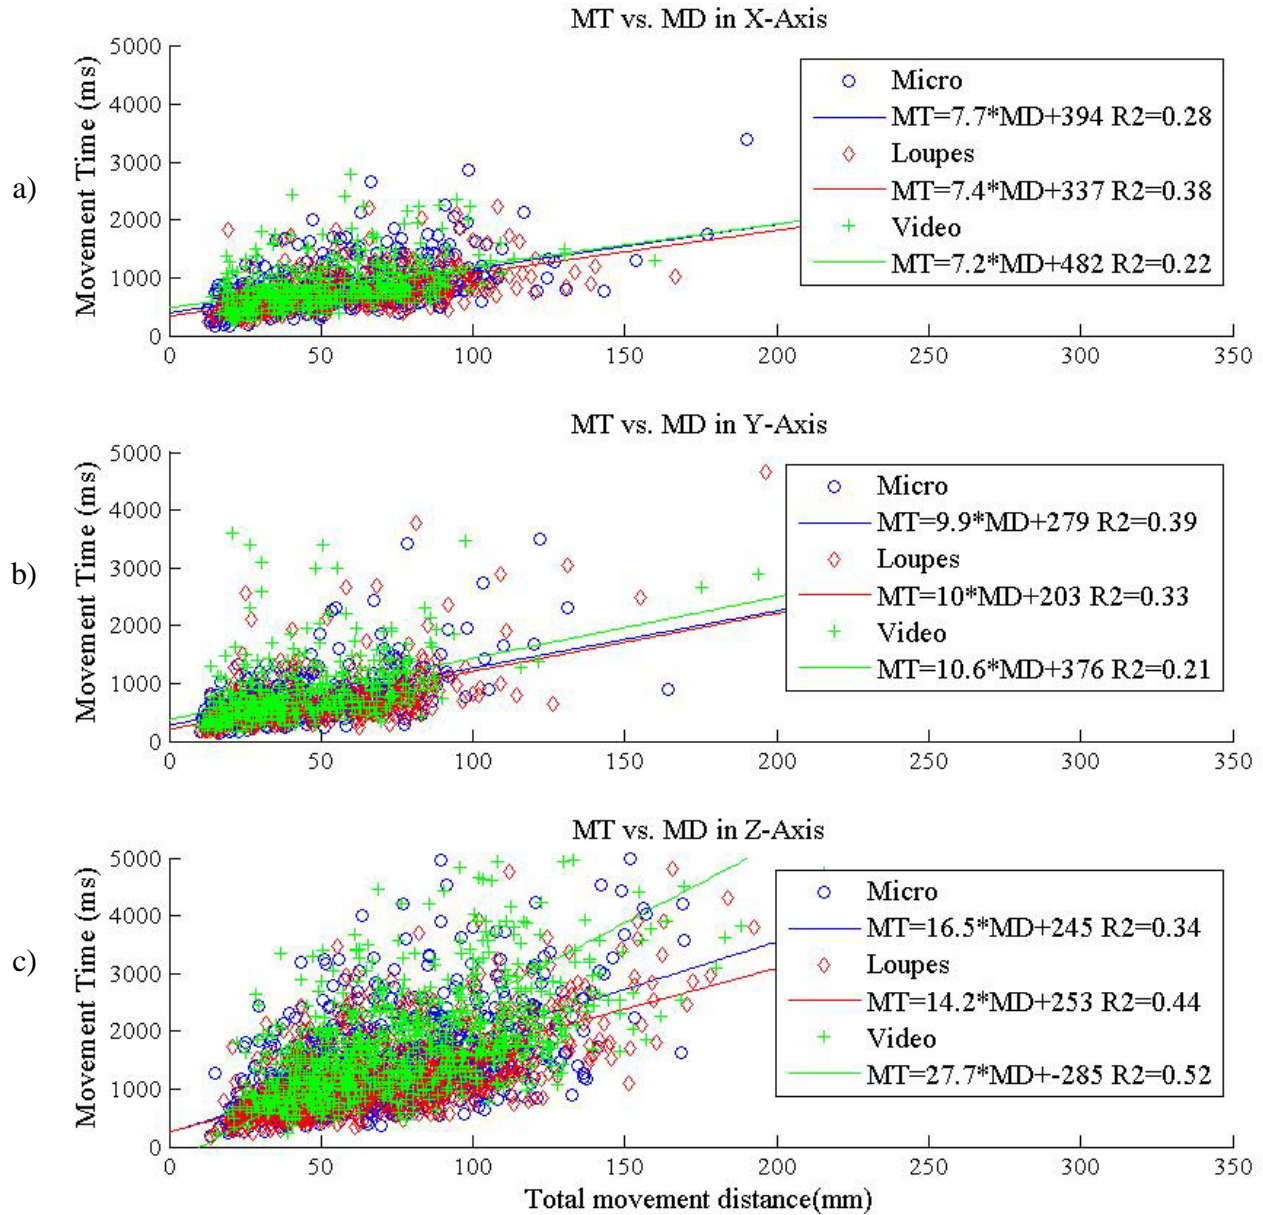 MT vs. MD in X-Axis
a)
Movement Time (ms)
5000
4000
3000
2000
1000
0
0 50 100 150 200 250 300 350
Micro
MT=7.7*MD+394 R2=0.28
Loupes
MT=7.4*MD+337 R2=0.38
Video
MT=7.2*MD+482 R2=0.22
MT vs. MD in Y-Axis
b)
Movement Time (ms)
5000
4000
3000
2000
1000
0
0 50 100 150 200 250 300 350
Micro
MT=9.9*MD+279 R2=0.39
Loupes
MT=10*MD+203 R2=0.33
Video
MT=10.6*MD+376 R2=0.21
MT vs. MD in Z-Axis
c)
Movement Time (ms)
5000
4000
3000
2000
1000
0
0 50 100 150 200 250 300 350
Micro
MT=16.5*MD+245 R2=0.34
Loupes
MT=14.2*MD+253 R2=0.44
Video
MT=27.7*MD+-285 R2=0.52
Total movement distance(mm)